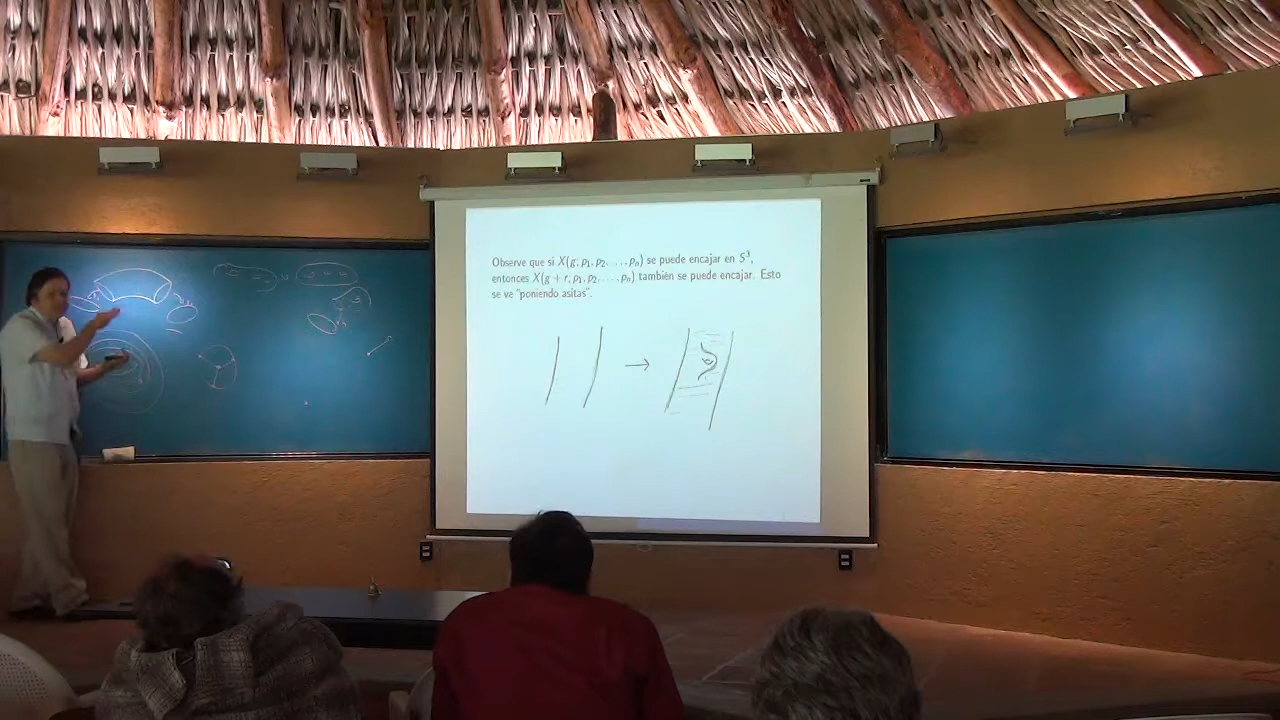 Observe que si X(g; p₁, p₂, . . . , pₙ) se puede encajar en S³,
entonces X(g + r, p₁, p₂, . . . , pₙ) también se puede encajar. Esto
se ve "poniendo asitas".